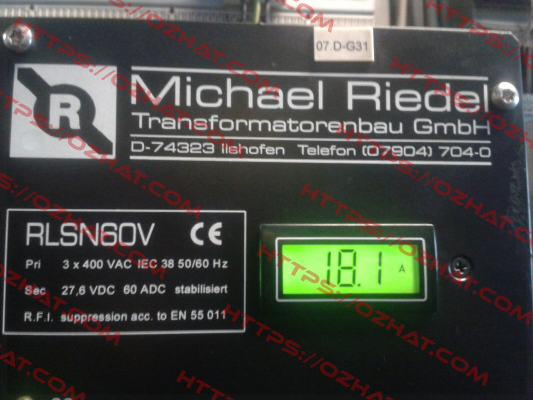 07.D-G31
R
Michael Riedel
Transformatorenbau GmbH
D-74323 Ilshofen Telefon (07904) 704-0
RLSN60V CE
Pri 3 x 400 VAC IEC 38 50/60 Hz
Sec 27,6 VDC 60 ADC stabilisiert
R.F.I. suppression acc. to EN 55 011
18.1 A
HTTPS://OZHAT.COM